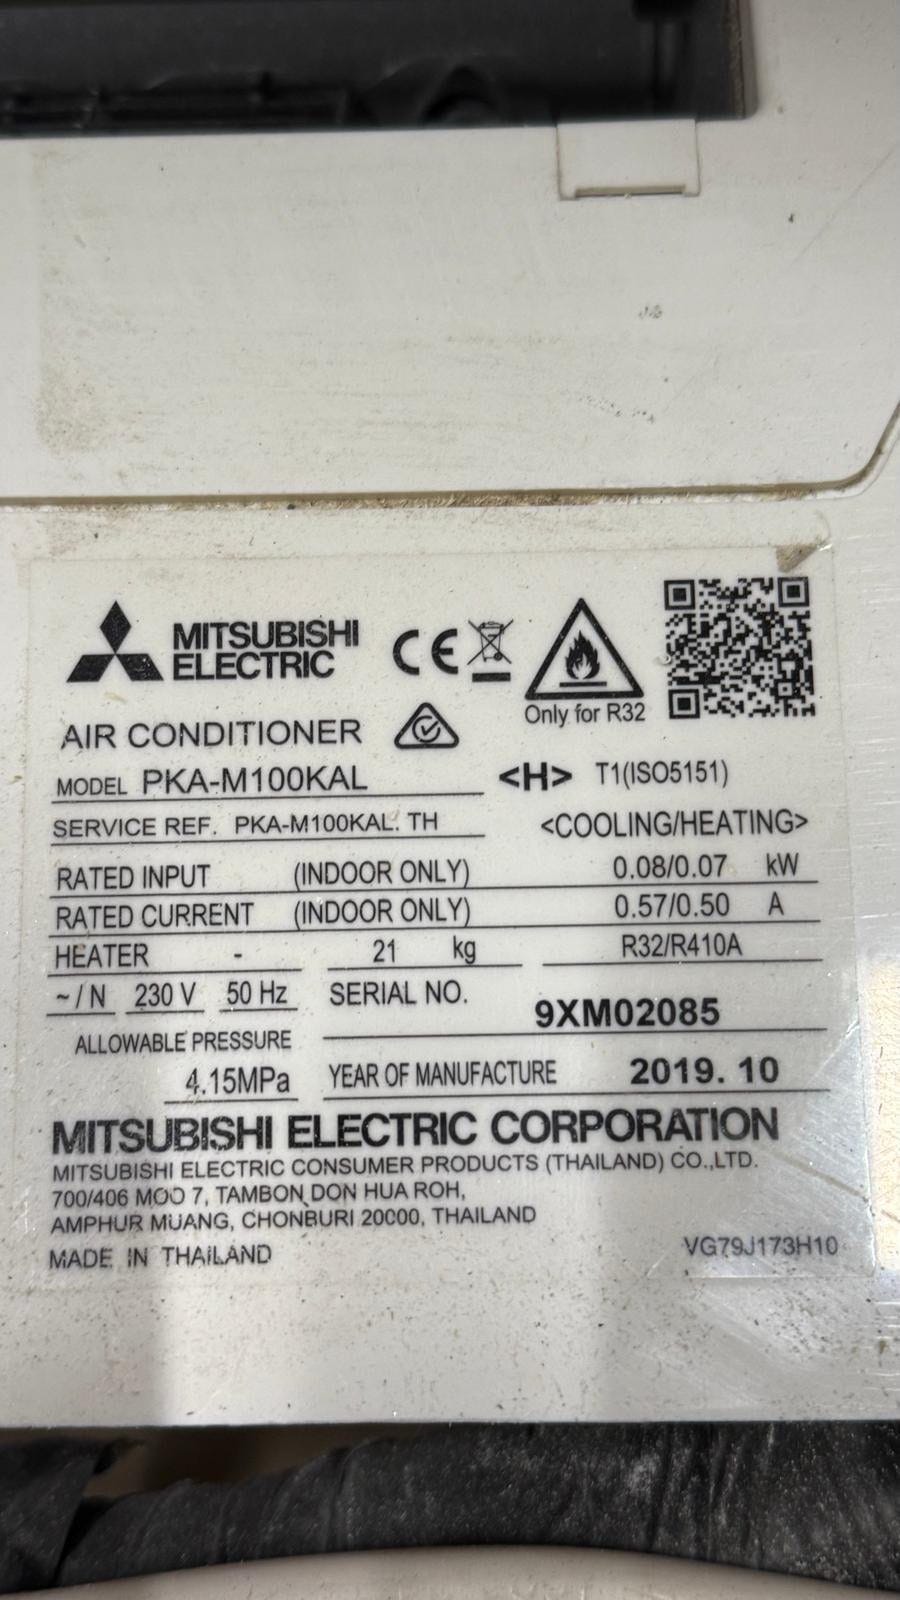 MITSUBISHI
ELECTRIC
CE
Only for R32
AIR CONDITIONER
MODEL PKA-M100KAL <H> T1(ISO5151)
SERVICE REF. PKA-M100KAL. TH <COOLING/HEATING>
RATED INPUT (INDOOR ONLY) 0.08/0.07 kW
RATED CURRENT (INDOOR ONLY) 0.57/0.50 A
HEATER - 21 kg R32/R410A
~/N 230 V 50 Hz SERIAL NO. 9XM02085
ALLOWABLE PRESSURE
4.15MPa YEAR OF MANUFACTURE 2019. 10
MITSUBISHI ELECTRIC CORPORATION
MITSUBISHI ELECTRIC CONSUMER PRODUCTS (THAILAND) CO.,LTD.
700/406 MOO 7, TAMBON DON HUA ROH,
AMPHUR MUANG, CHONBURI 20000, THAILAND
MADE IN THAILAND VG79J173H10